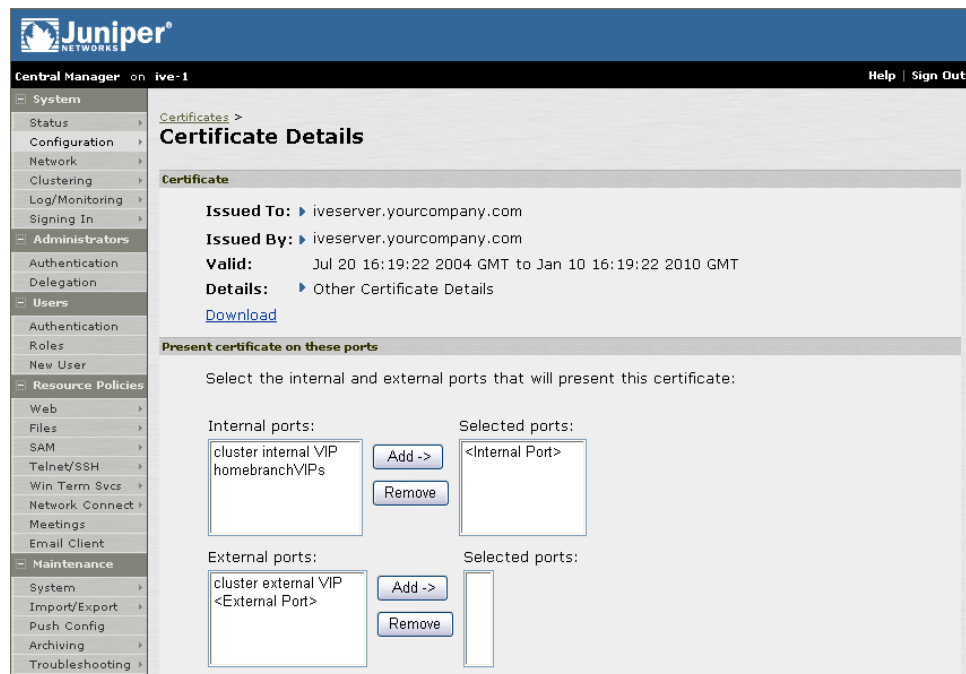 Juniper®
NETWORKS
Central Manager on ive-1
Help | Sign Out
System
Status
Configuration
Network
Clustering
Log/Monitoring
Signing In
Administrators
Authentication
Delegation
Users
Authentication
Roles
New User
Resource Policies
Web
Files
SAM
Telnet/SSH
Win Term Svcs
Network Connect
Meetings
Email Client
Maintenance
System
Import/Export
Push Config
Archiving
Troubleshooting
Certificates >
Certificate Details
Certificate
Issued To: iveserver.yourcompany.com
Issued By: iveserver.yourcompany.com
Valid: Jul 20 16:19:22 2004 GMT to Jan 10 16:19:22 2010 GMT
Details: Other Certificate Details
Download
Present certificate on these ports
Select the internal and external ports that will present this certificate:
Internal ports:
cluster internal VIP
homebranchVIPs
Add ->
Remove
Selected ports:
<Internal Port>
External ports:
cluster external VIP
<External Port>
Add ->
Remove
Selected ports: